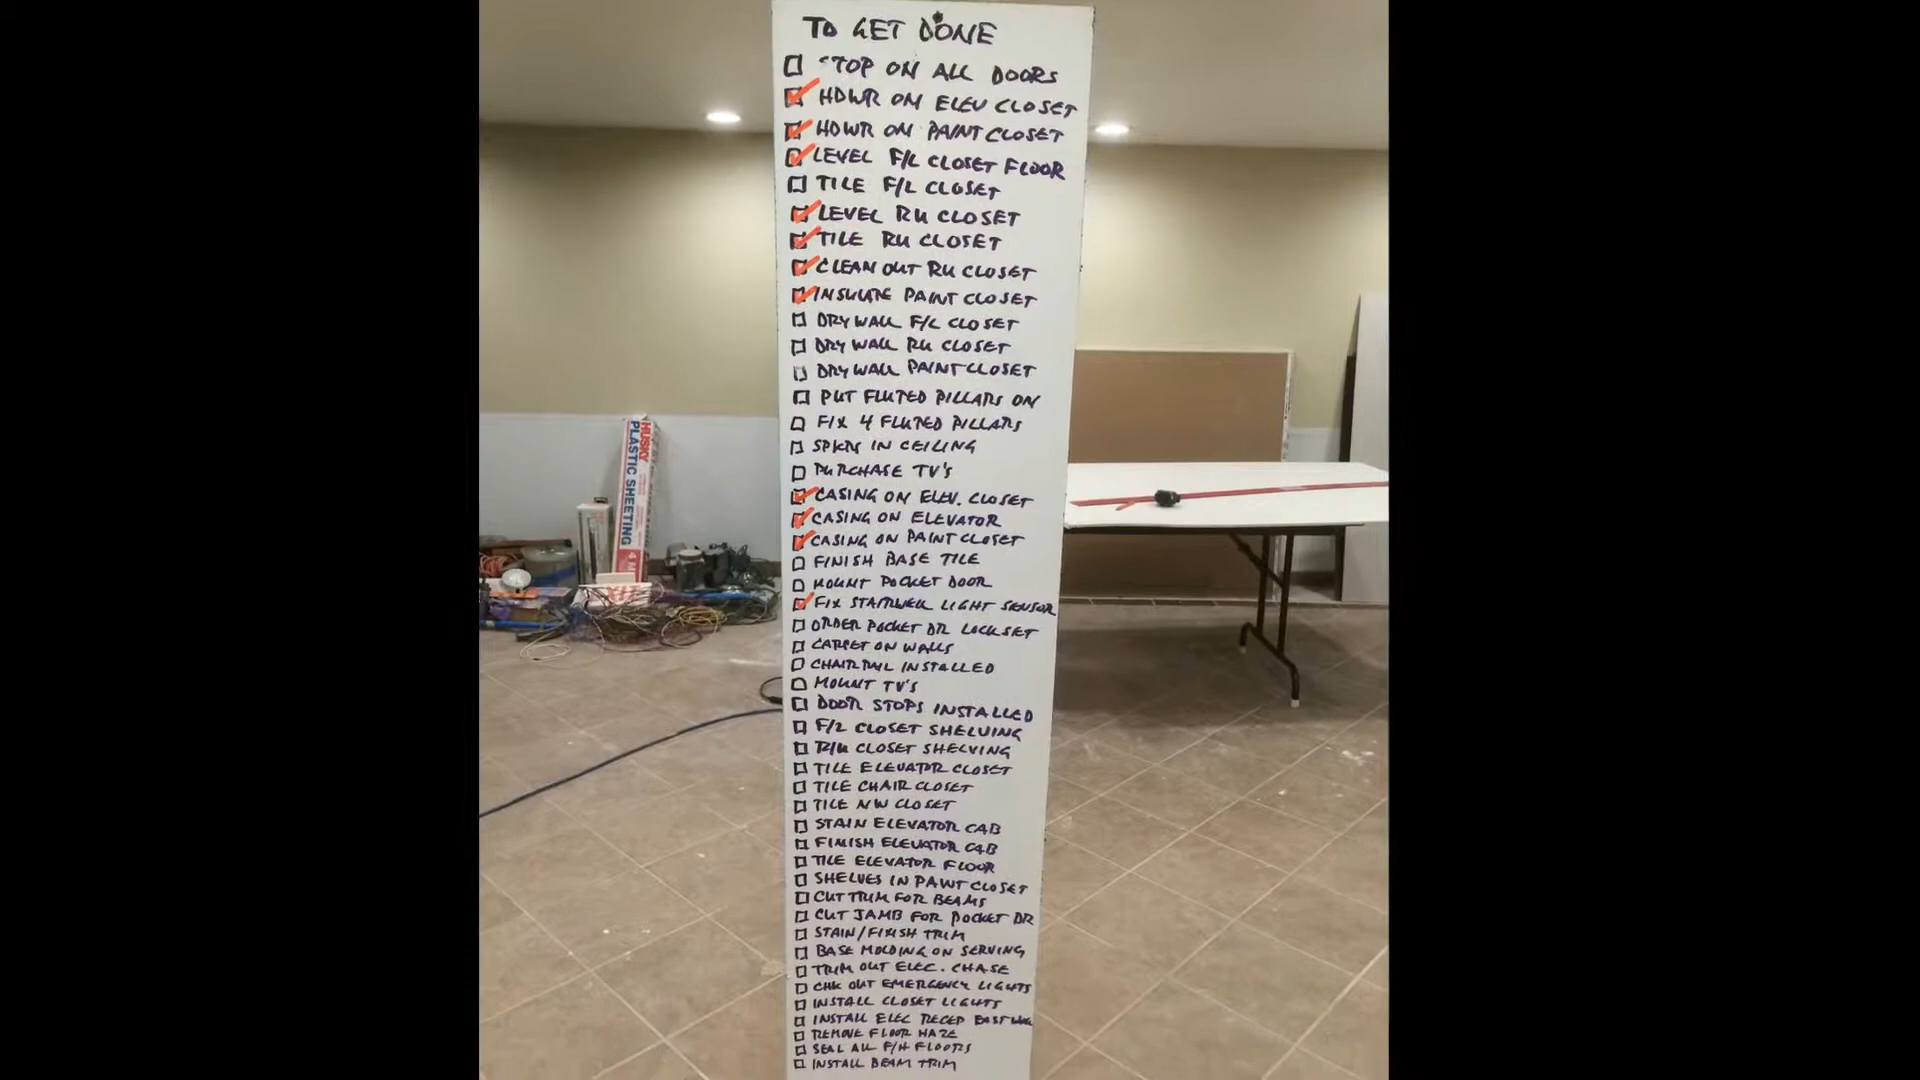 TO GET DONE
STOP ON ALL DOORS
HDWR ON ELEV CLOSET
HDWR ON PAINT CLOSET
LEVEL F/L CLOSET FLOOR
TILE F/L CLOSET
LEVEL RU CLOSET
TILE RU CLOSET
CLEAN OUT RU CLOSET
INSULATE PAINT CLOSET
DRYWALL F/L CLOSET
DRYWALL RU CLOSET
DRYWALL PAINT CLOSET
PUT FLUTED PILLARS ON
FIX 4 FLUTED PILLARS
SPKRS IN CEILING
PURCHASE TV'S
CASING ON ELEV. CLOSET
CASING ON ELEVATOR
CASING ON PAINT CLOSET
FINISH BASE TILE
MOUNT POCKET DOOR
FIX STAIRWELL LIGHT SENSOR
ORDER POCKET DR LOCKSET
CARPET ON WALLS
CHAIR RAIL INSTALLED
MOUNT TV'S
DOOR STOPS INSTALLED
F/L CLOSET SHELVING
R/U CLOSET SHELVING
TILE ELEVATOR CLOSET
TILE CHAIR CLOSET
TILE NW CLOSET
STAIN ELEVATOR CAB
FINISH ELEVATOR CAB
TILE ELEVATOR FLOOR
SHELVES IN PAINT CLOSET
CUT TRIM FOR BEAMS
CUT JAMB FOR POCKET DR
STAIN/FINISH TRIM
BASE MOLDING ON SERVING
TRIM OUT ELEC. CHASE
CHK OUT EMERGENCY LIGHTS
INSTALL CLOSET LIGHTS
INSTALL ELEC RECEP EAST WALL
REMOVE FLOOR HAZE
SEAL ALL F/H FLOORS
INSTALL BEAM TRIM
HUSKY
PLASTIC SHEETING